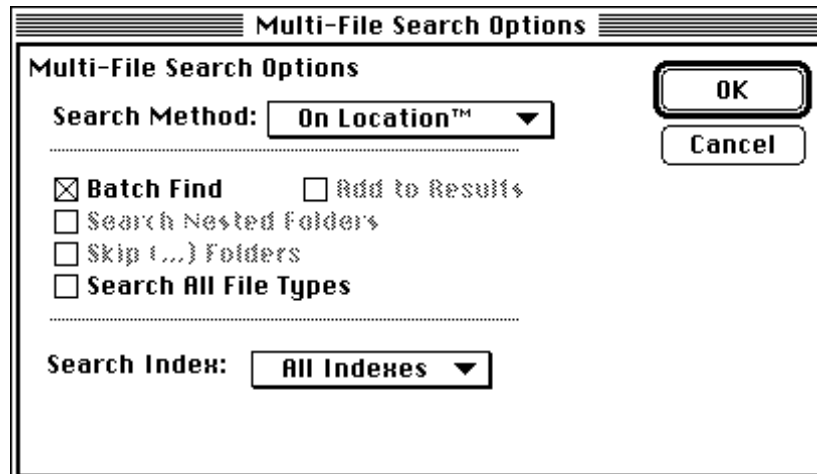 Multi-File Search Options
Multi-File Search Options
OK
Search Method: On Location™
Cancel
Batch Find Add to Results
Search Nested Folders
Skip (...) Folders
Search All File Types
Search Index: All Indexes